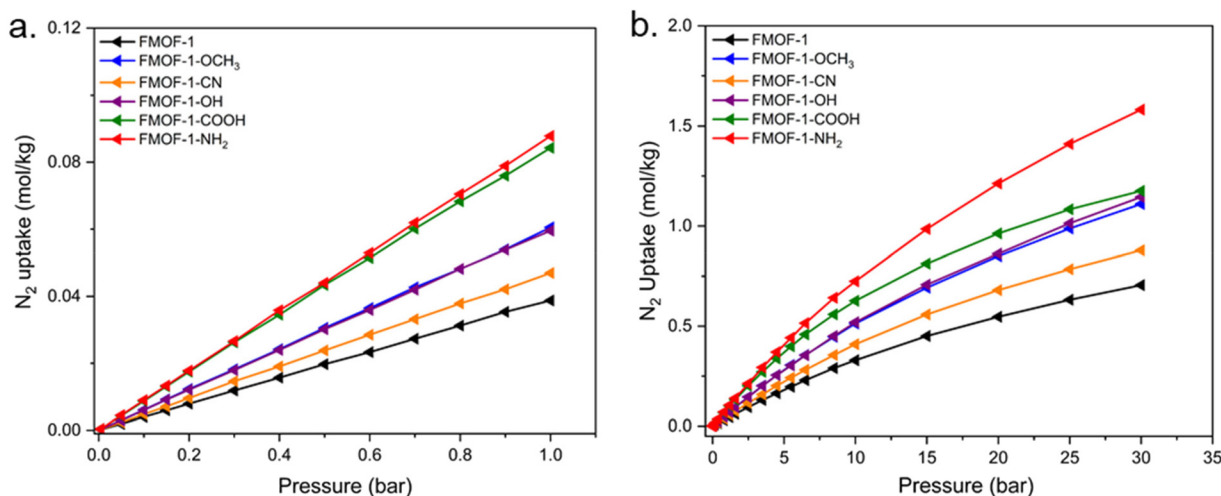 a.
0.12
FMOF-1
FMOF-1-OCH₃
FMOF-1-CN
FMOF-1-OH
FMOF-1-COOH
FMOF-1-NH₂
0.08
0.04
0.00
N₂ uptake (mol/kg)
0.0 0.2 0.4 0.6 0.8 1.0
Pressure (bar)
b.
2.0
FMOF-1
FMOF-1-OCH₃
FMOF-1-CN
FMOF-1-OH
FMOF-1-COOH
FMOF-1-NH₂
1.5
1.0
0.5
0.0
N₂ Uptake (mol/kg)
0 5 10 15 20 25 30 35
Pressure (bar)